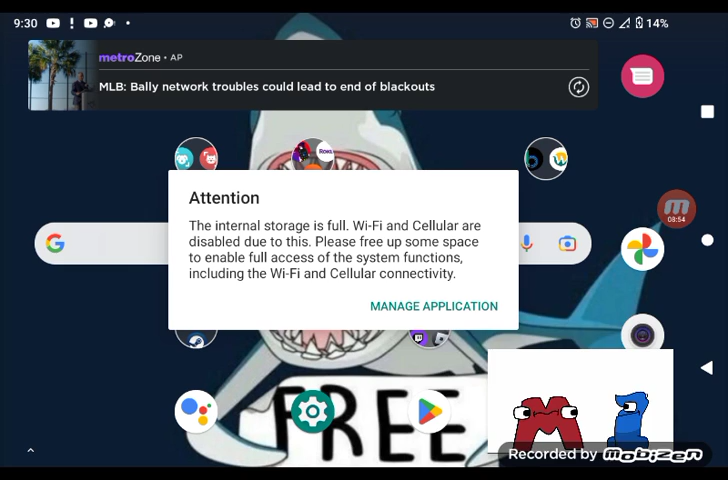 9:30
14%
metroZone • AP
MLB: Bally network troubles could lead to end of blackouts
ROKU
Attention
The internal storage is full. Wi-Fi and Cellular are
disabled due to this. Please free up some space
to enable full access of the system functions,
including the Wi-Fi and Cellular connectivity.
MANAGE APPLICATION
08:54
FREE
Recorded by mobizen